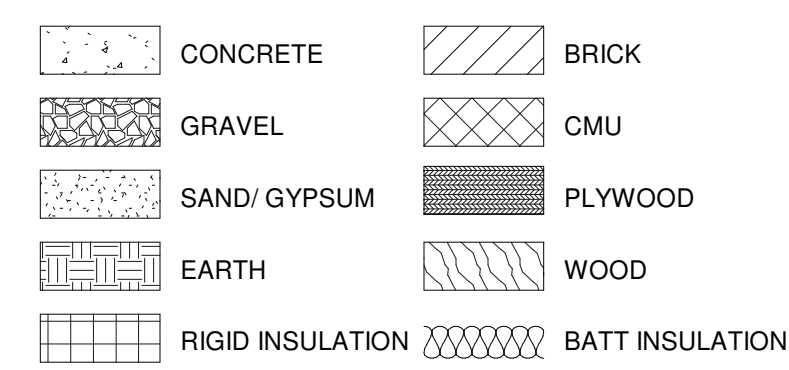 CONCRETE
BRICK
GRAVEL
CMU
SAND/ GYPSUM
PLYWOOD
EARTH
WOOD
RIGID INSULATION
BATT INSULATION